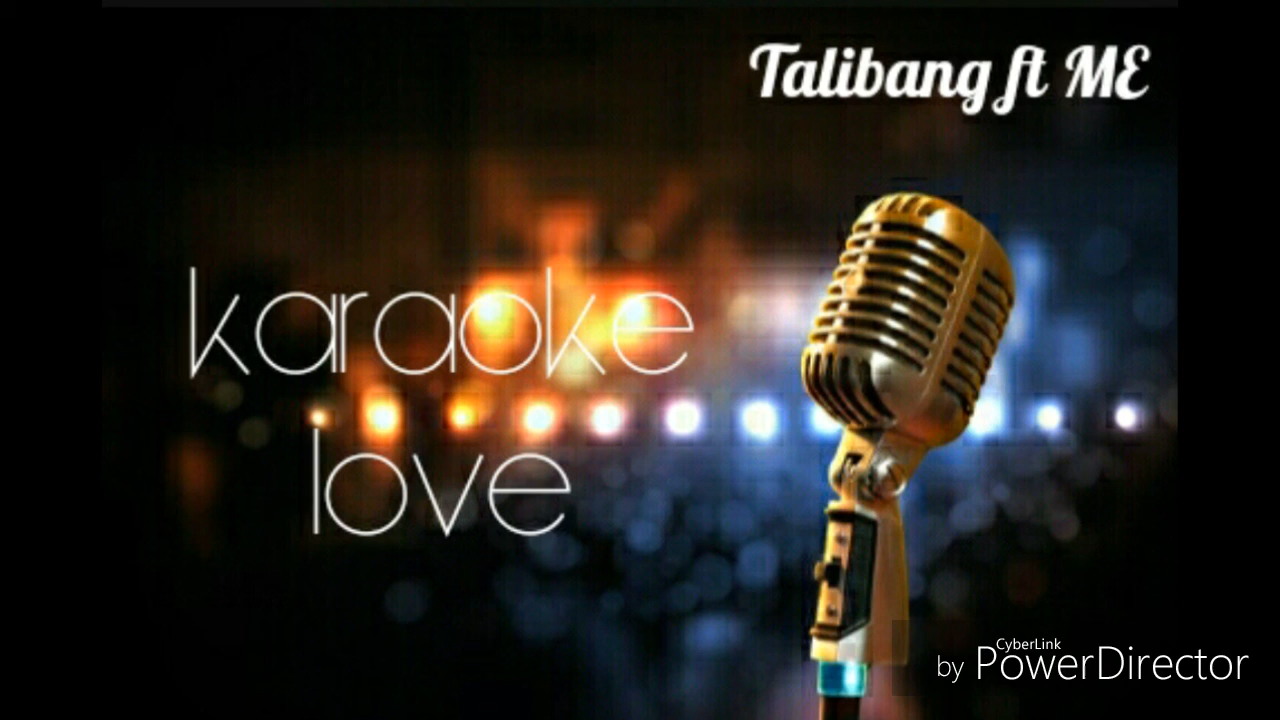 Talibang ft ME
karaoke
love
CyberLink
by PowerDirector